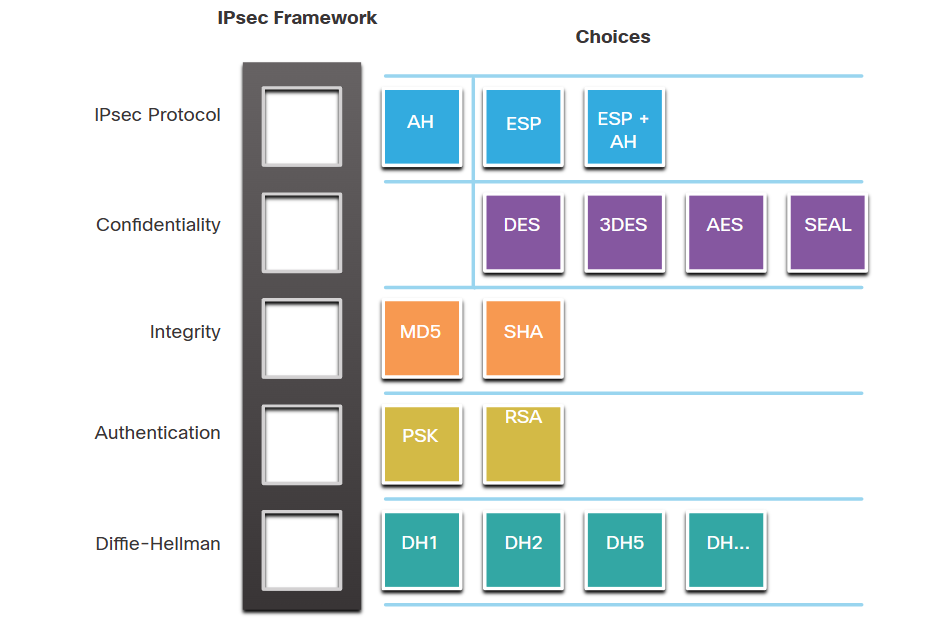 IPsec Framework
Choices
IPsec Protocol
AH
ESP
ESP +
AH
Confidentiality
DES
3DES
AES
SEAL
Integrity
MD5
SHA
Authentication
PSK
RSA
Diffie-Hellman
DH1
DH2
DH5
DH...